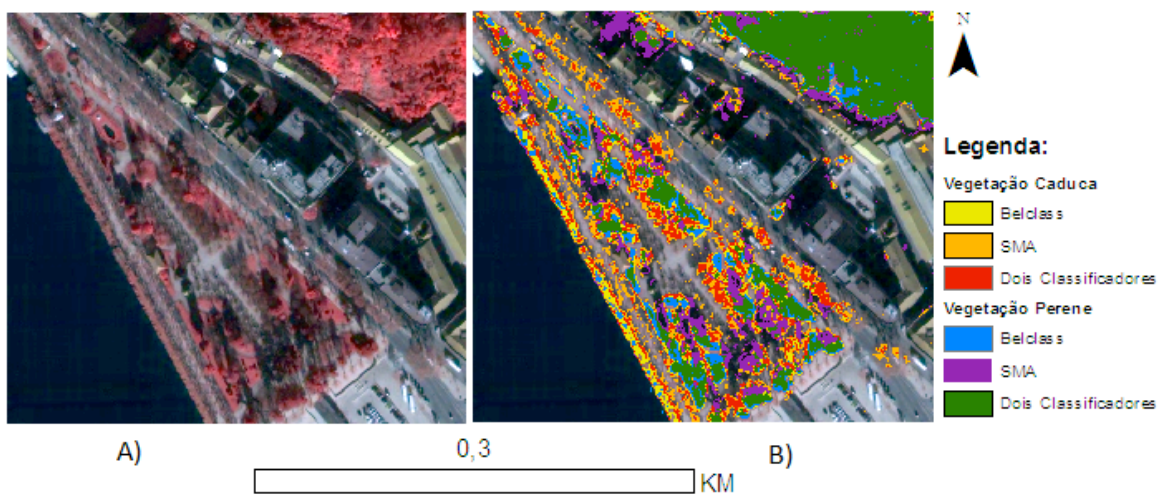 N
Legenda:
Vegetação Caduca
Belclass
SMA
Dois Classificadores
Vegetação Perene
Belclass
SMA
Dois Classificadores
A)
0,3
B)
KM